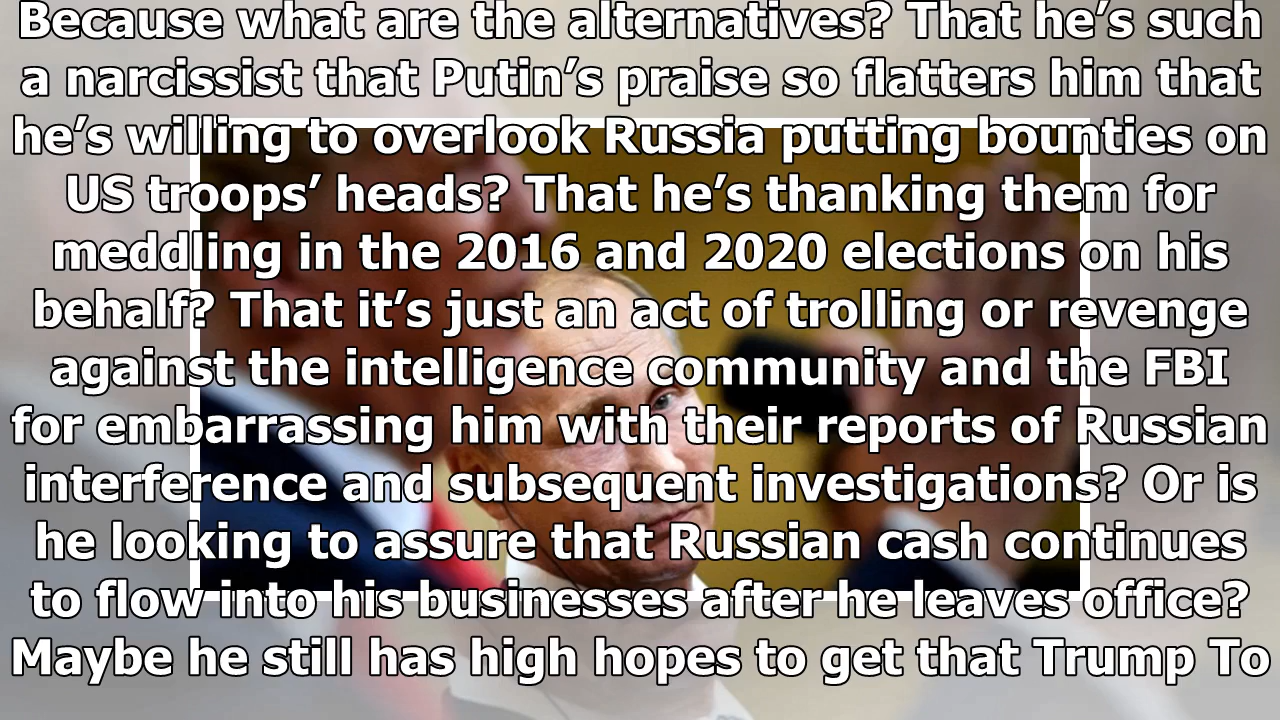 Because what are the alternatives? That he’s such
a narcissist that Putin’s praise so flatters him that
he’s willing to overlook Russia putting bounties on
US troops’ heads? That he’s thanking them for
meddling in the 2016 and 2020 elections on his
behalf? That it’s just an act of trolling or revenge
against the intelligence community and the FBI
for embarrassing him with their reports of Russian
interference and subsequent investigations? Or is
he looking to assure that Russian cash continues
to flow into his businesses after he leaves office?
Maybe he still has high hopes to get that Trump To